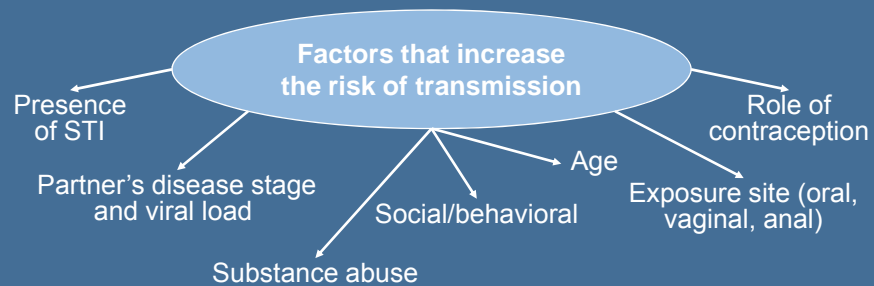 Factors that increase
the risk of transmission
Presence
of STI
Partner's disease stage
and viral load
Substance abuse
Social/behavioral
Age
Exposure site (oral,
vaginal, anal)
Role of
contraception